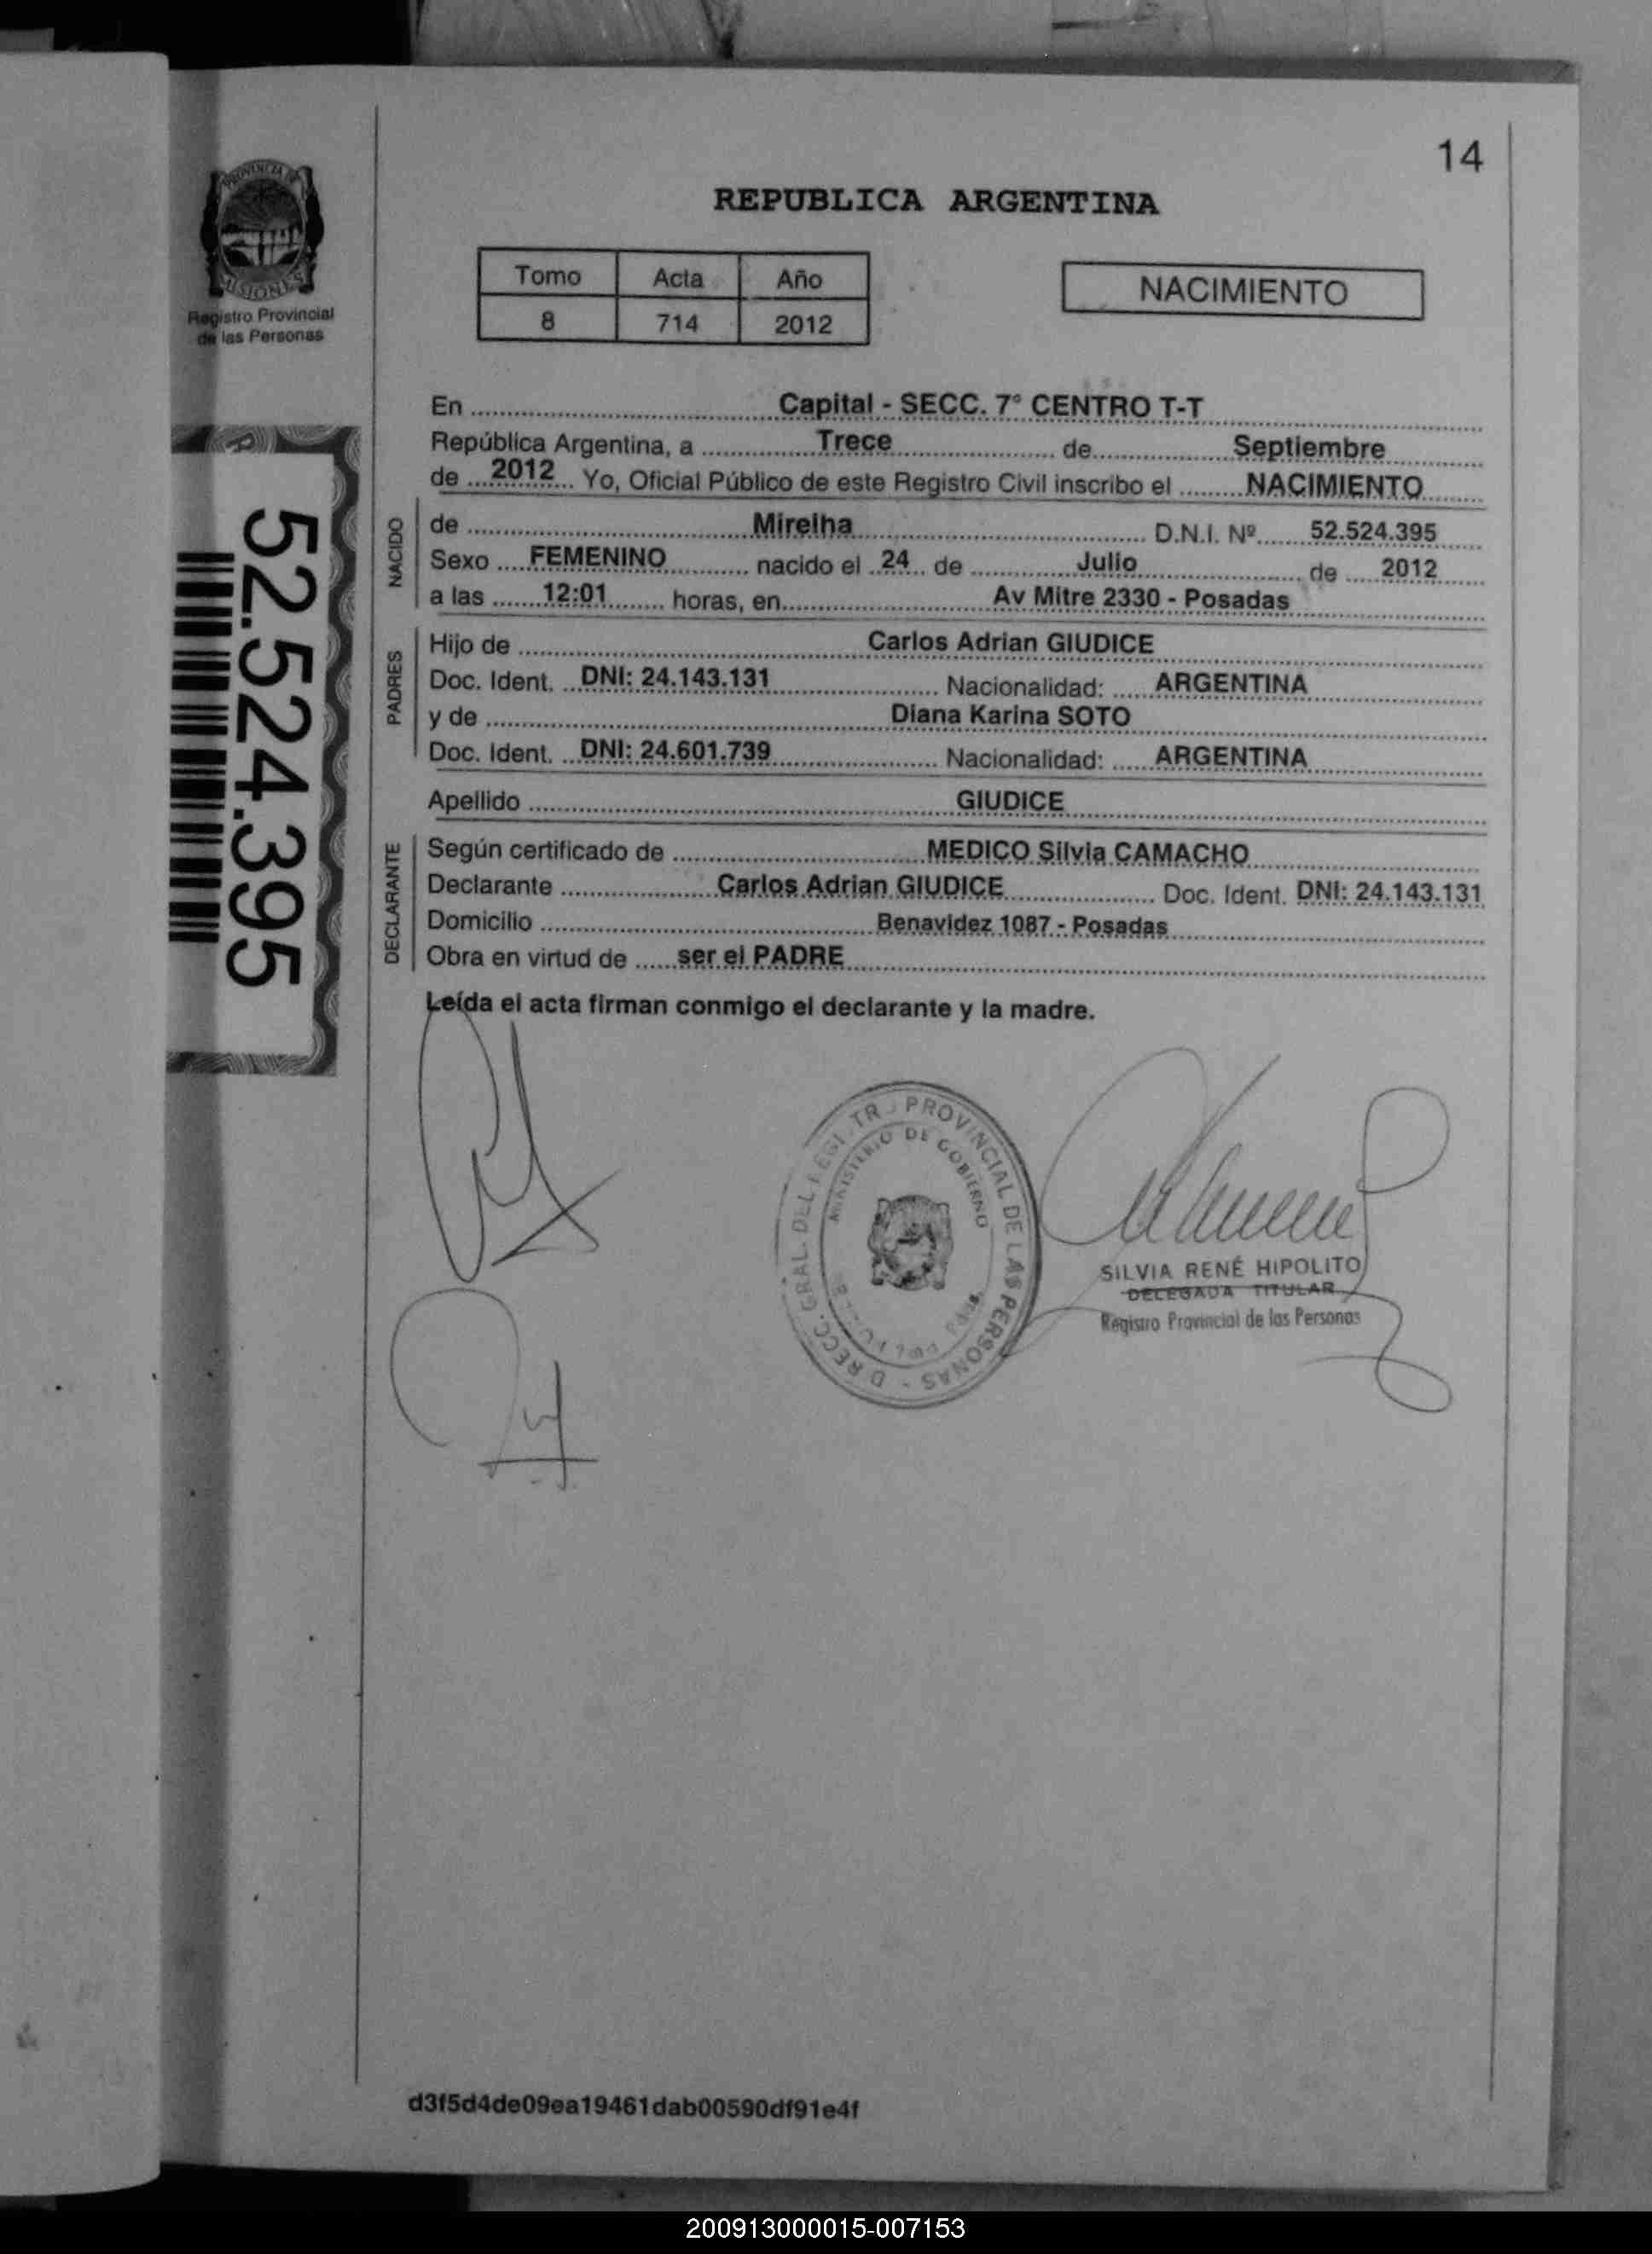 14
PROVINCIA DE
MISIONES
Registro Provincial
de las Personas
REPUBLICA ARGENTINA
Tomo Acta Año
8 714 2012
NACIMIENTO
En Capital - SECC. 7º CENTRO T-T
República Argentina, a Trece de Septiembre
de 2012 Yo, Oficial Público de este Registro Civil inscribo el NACIMIENTO
NACIDO
de Mirelha D.N.I. Nº 52.524.395
Sexo FEMENINO nacido el 24 de Julio de 2012
a las 12:01 horas, en Av Mitre 2330 - Posadas
PADRES
Hijo de Carlos Adrian GIUDICE
Doc. Ident. DNI: 24.143.131 Nacionalidad: ARGENTINA
y de Diana Karina SOTO
Doc. Ident. DNI: 24.601.739 Nacionalidad: ARGENTINA
Apellido GIUDICE
DECLARANTE
Según certificado de MEDICO Silvia CAMACHO
Declarante Carlos Adrian GIUDICE Doc. Ident. DNI: 24.143.131
Domicilio Benavidez 1087 - Posadas
Obra en virtud de ser el PADRE
Leída el acta firman conmigo el declarante y la madre.
52.524.395
PROVINCIAL DE LAS PERSONAS
MINISTERIO DE GOBIERNO
SILVIA RENÉ HIPOLITO
DELEGADA TITULAR
Registro Provincial de las Personas
d3f5d4de09ea19461dab00590df91e4f
200913000015-007153